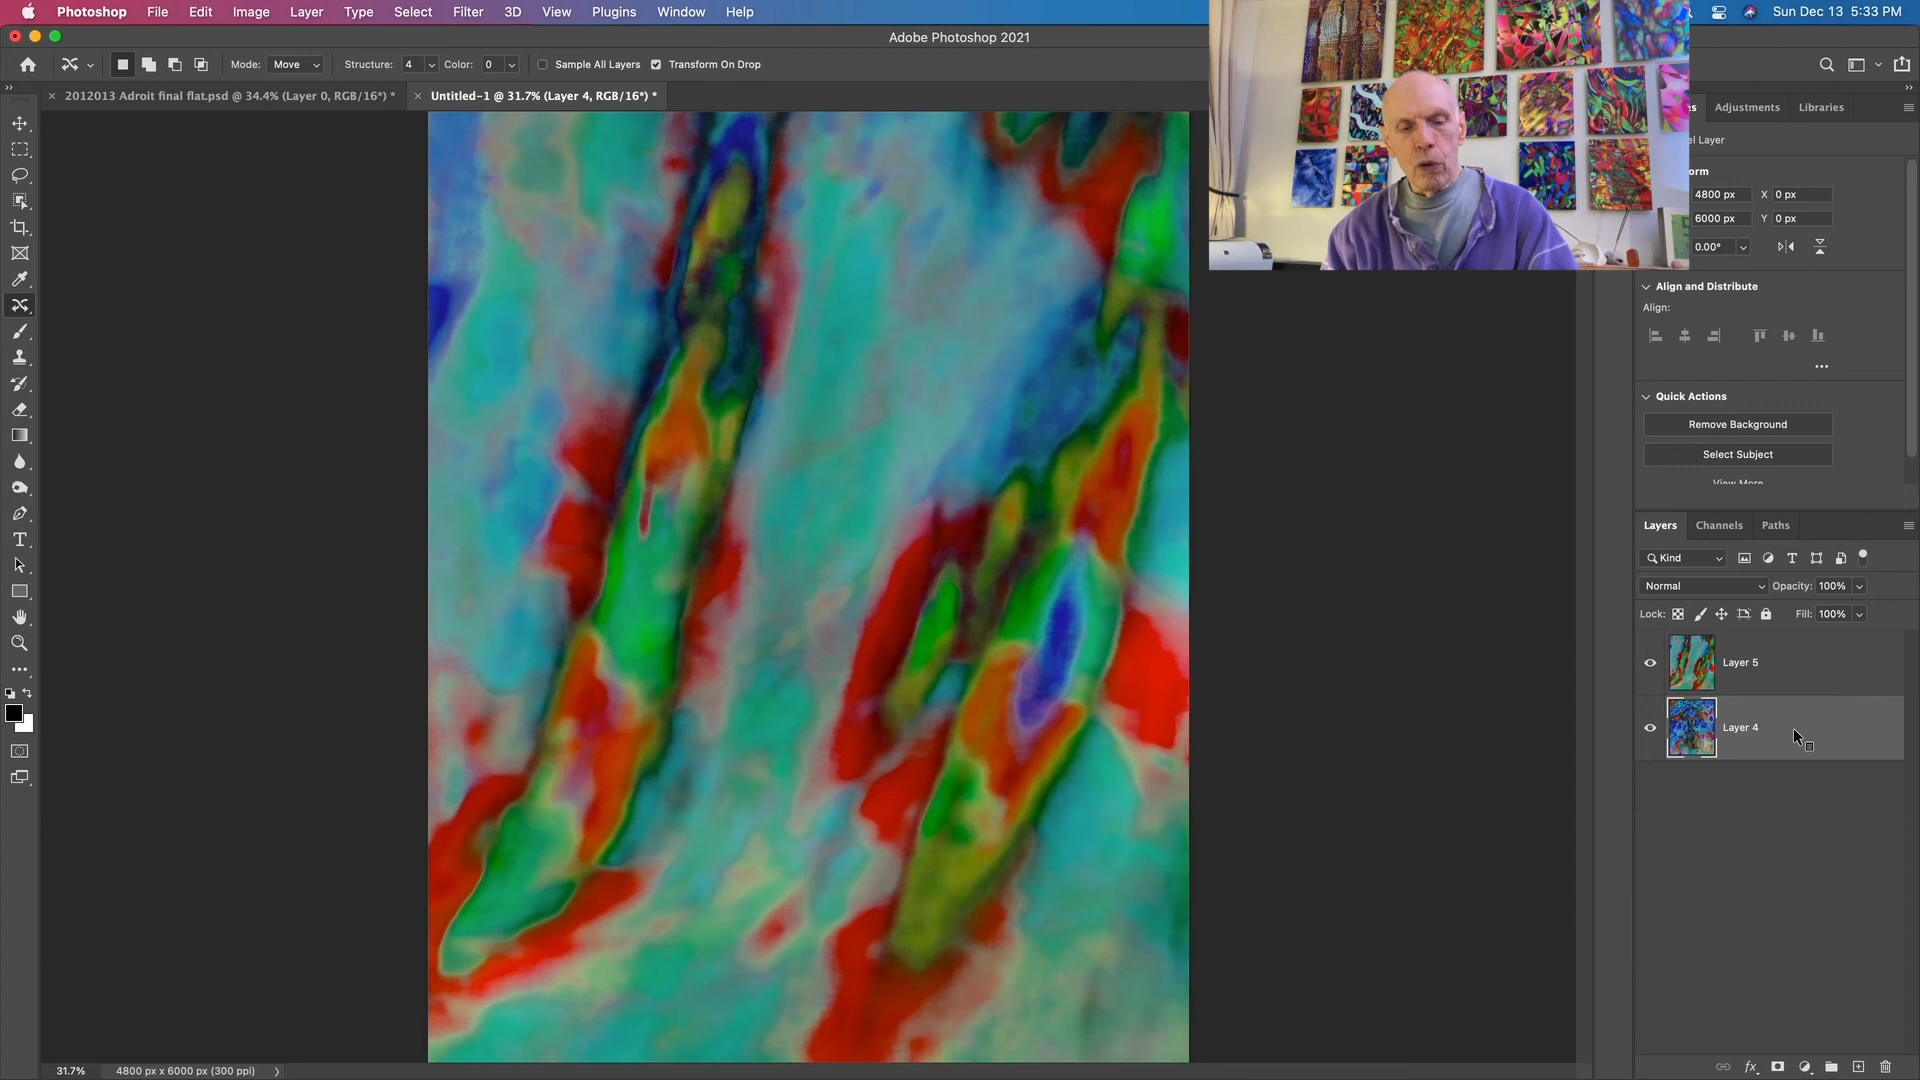 Photoshop File Edit Image Layer Type Select Filter 3D View Plugins Window Help Sun Dec 13 5:33 PM
Adobe Photoshop 2021
Mode: Move Structure: 4 Color: 0 Sample All Layers Transform On Drop
2012013 Adroit final flat.psd @ 34.4% (Layer 0, RGB/16*) * Untitled-1 @ 31.7% (Layer 4, RGB/16*) *
Adjustments Libraries
4800 px X 0 px
6000 px Y 0 px
0.00°
Align and Distribute
Align:
Quick Actions
Remove Background
Select Subject
View More
Layers Channels Paths
Kind
Normal Opacity: 100%
Lock: Fill: 100%
Layer 5
Layer 4
31.7% 4800 px x 6000 px (300 ppi)